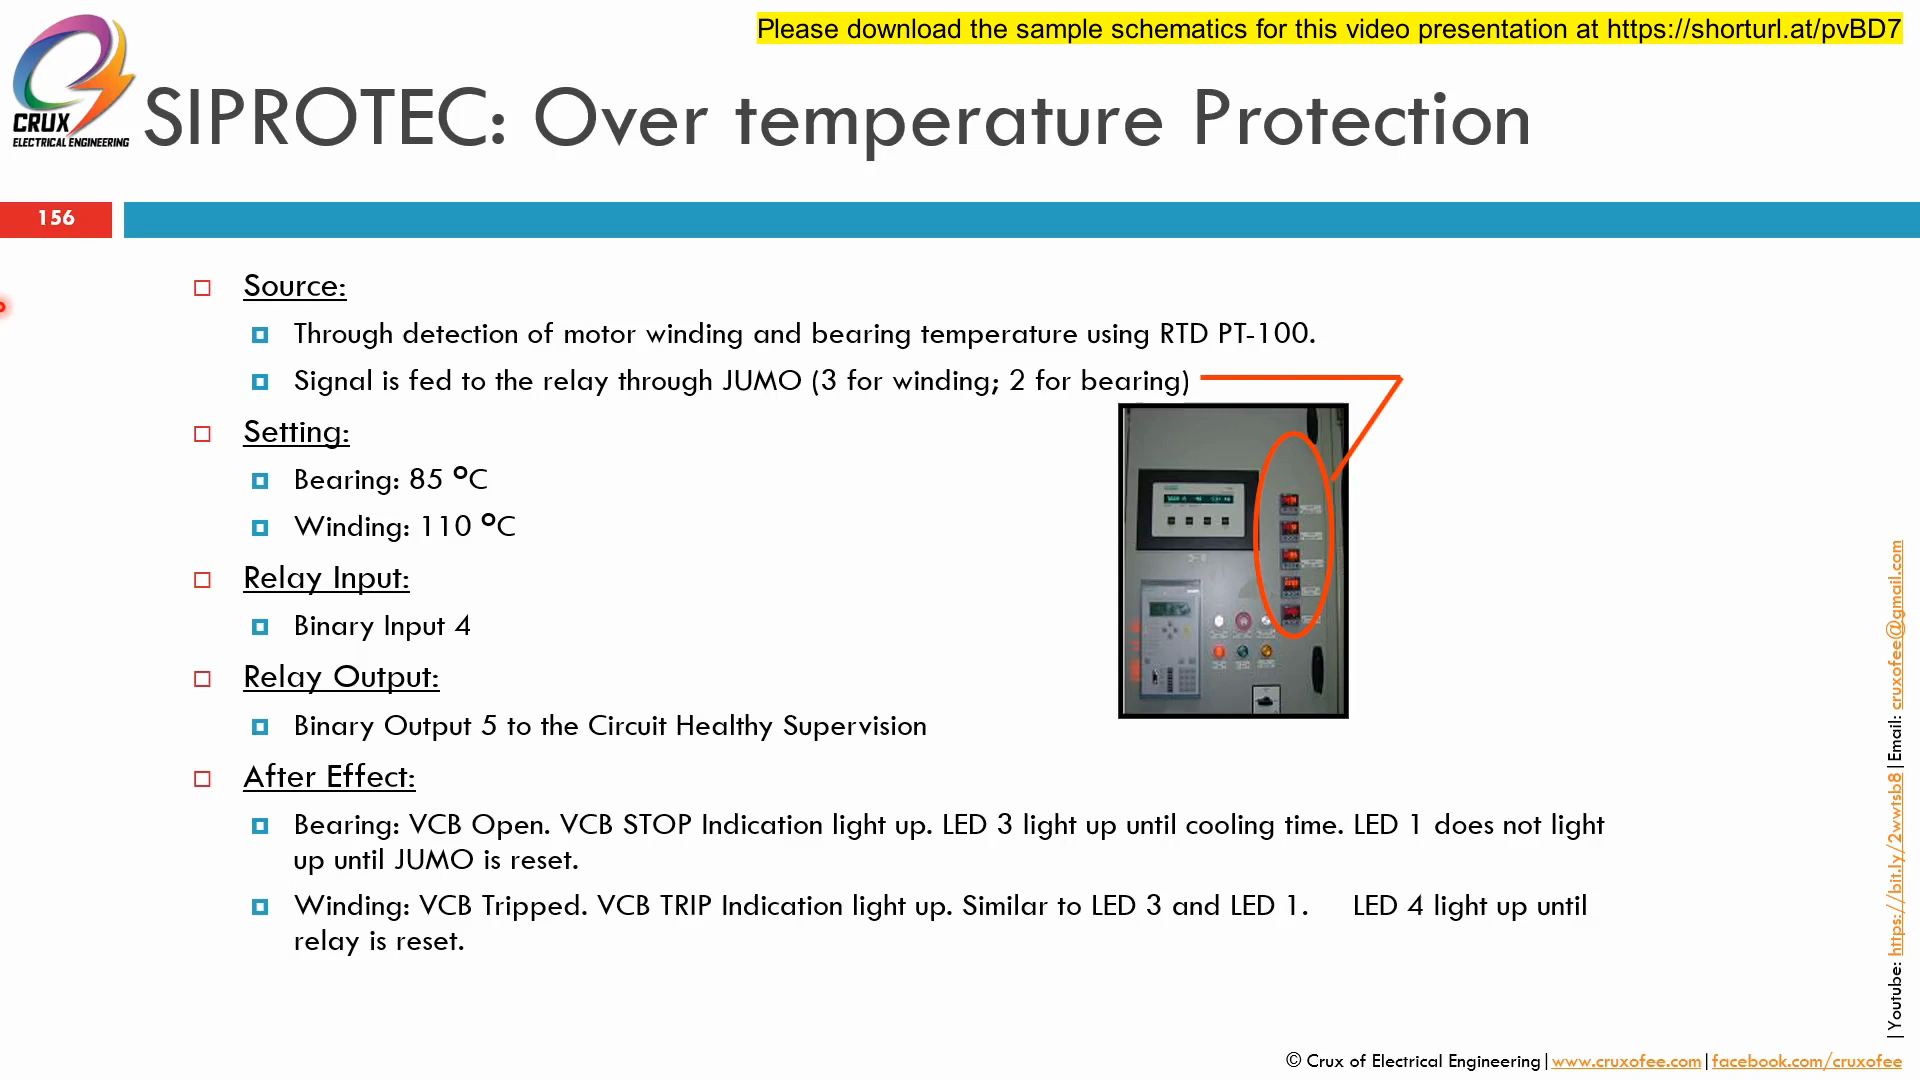 Please download the sample schematics for this video presentation at https://shorturl.at/pvBD7
CRUX
ELECTRICAL ENGINEERING
SIPROTEC: Over temperature Protection
156
Source:
Through detection of motor winding and bearing temperature using RTD PT-100.
Signal is fed to the relay through JUMO (3 for winding; 2 for bearing)
Setting:
Bearing: 85 ºC
Winding: 110 ºC
Relay Input:
Binary Input 4
Relay Output:
Binary Output 5 to the Circuit Healthy Supervision
After Effect:
Bearing: VCB Open. VCB STOP Indication light up. LED 3 light up until cooling time. LED 1 does not light
up until JUMO is reset.
Winding: VCB Tripped. VCB TRIP Indication light up. Similar to LED 3 and LED 1. LED 4 light up until
relay is reset.
|Youtube: https://bit.ly/2wwtsb8|Email: cruxofee@gmail.com
© Crux of Electrical Engineering|www.cruxofee.com|facebook.com/cruxofee